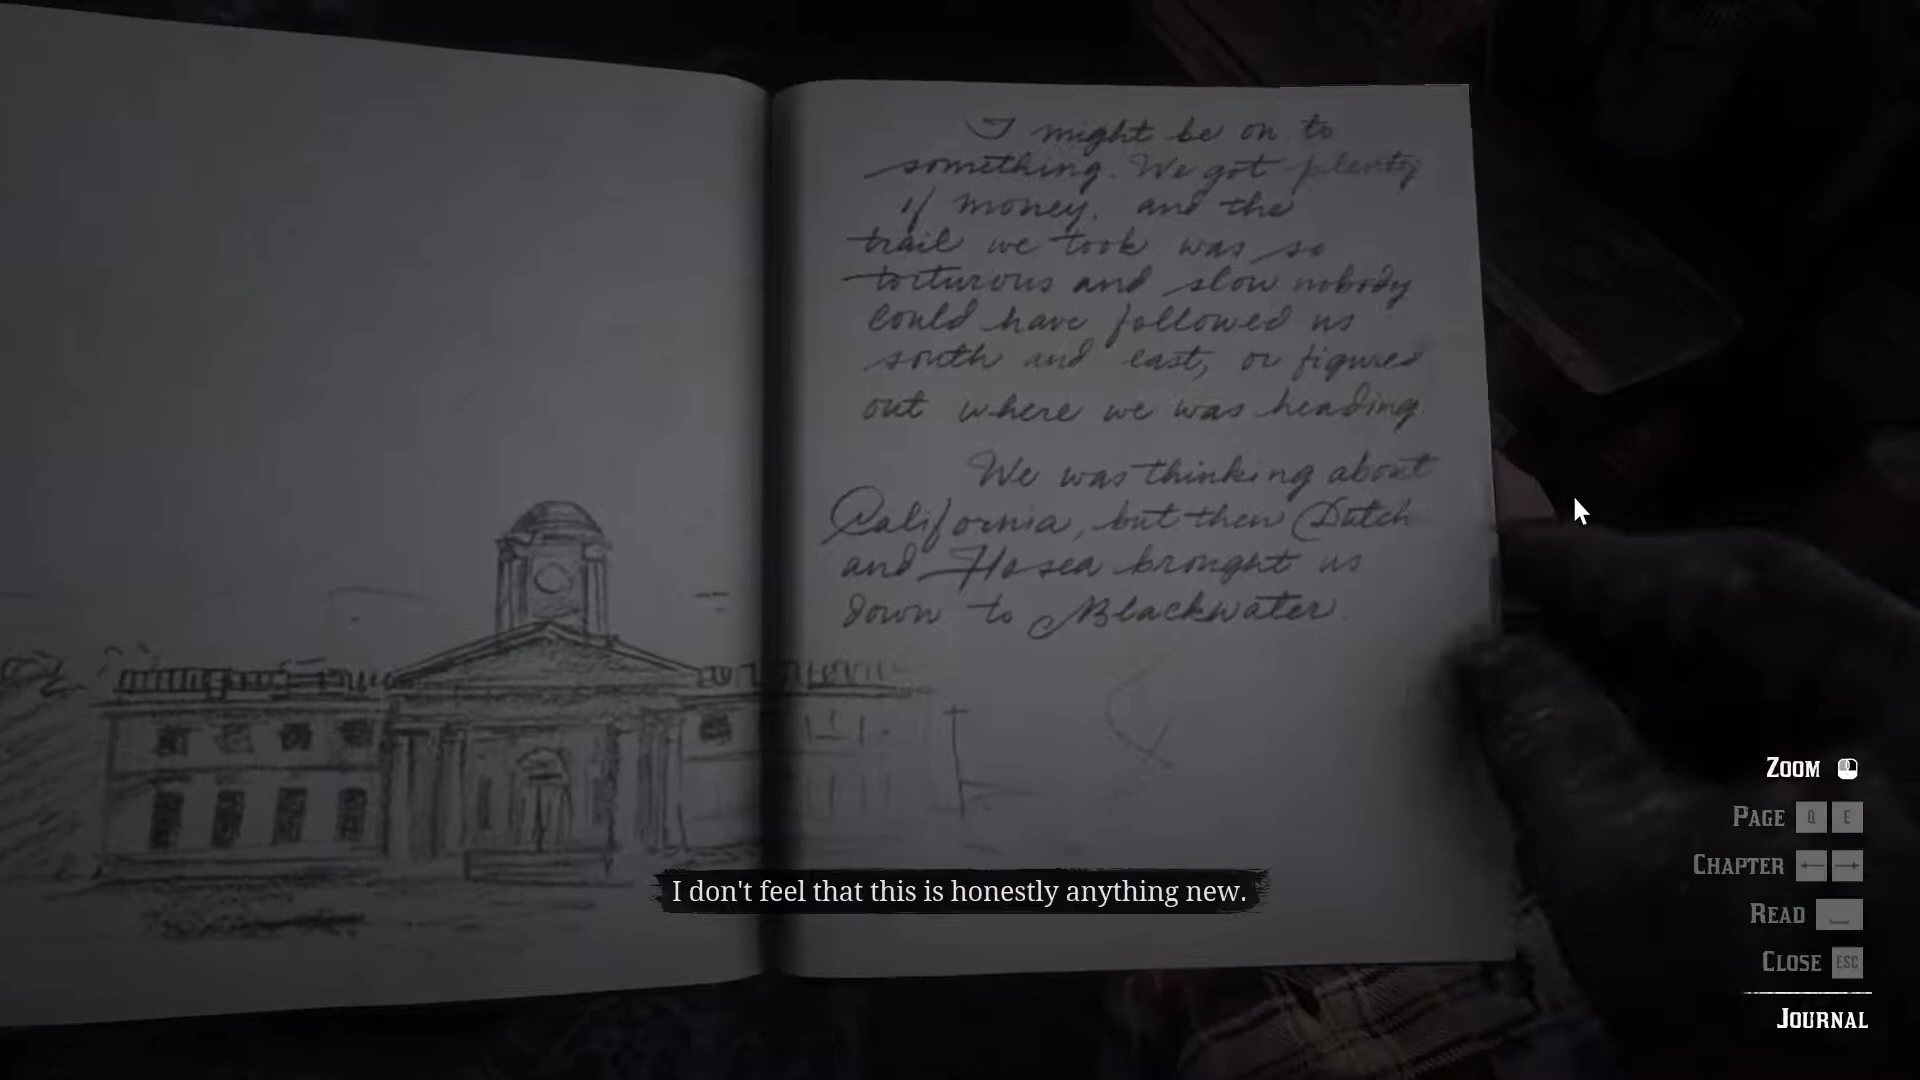 I might be on to
something. We got plenty
if money, and the
trail we took was so
torturous and slow nobody
could have followed us
south and east, or figured
out where we was heading
We was thinking about
California, but then Dutch
and Hosea brought us
down to Blackwater.
I don't feel that this is honestly anything new.
ZOOM
PAGE Q E
CHAPTER ← →
READ
CLOSE ESC
JOURNAL